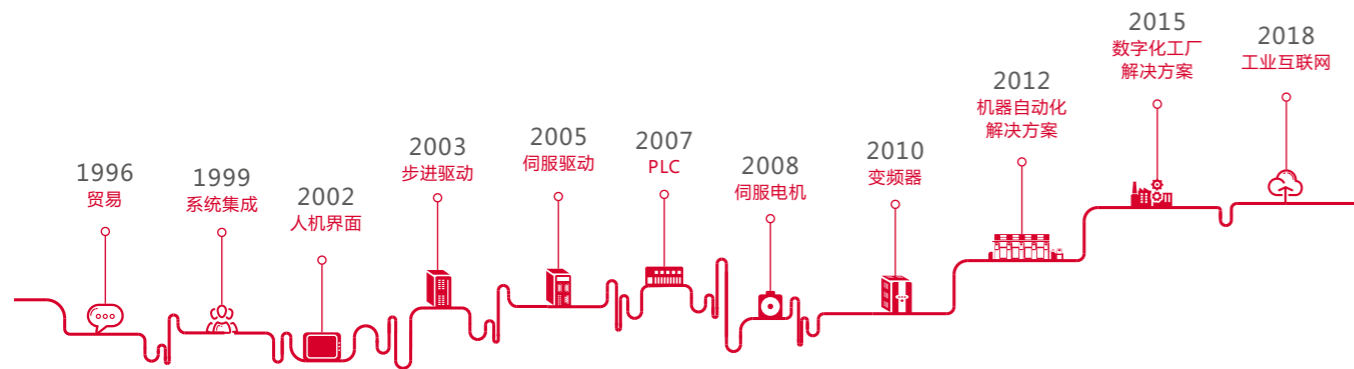 1996
贸易
1999
系统集成
2002
人机界面
2003
步进驱动
2005
伺服驱动
2007
PLC
2008
伺服电机
2010
变频器
2012
机器自动化
解决方案
2015
数字化工厂
解决方案
2018
工业互联网